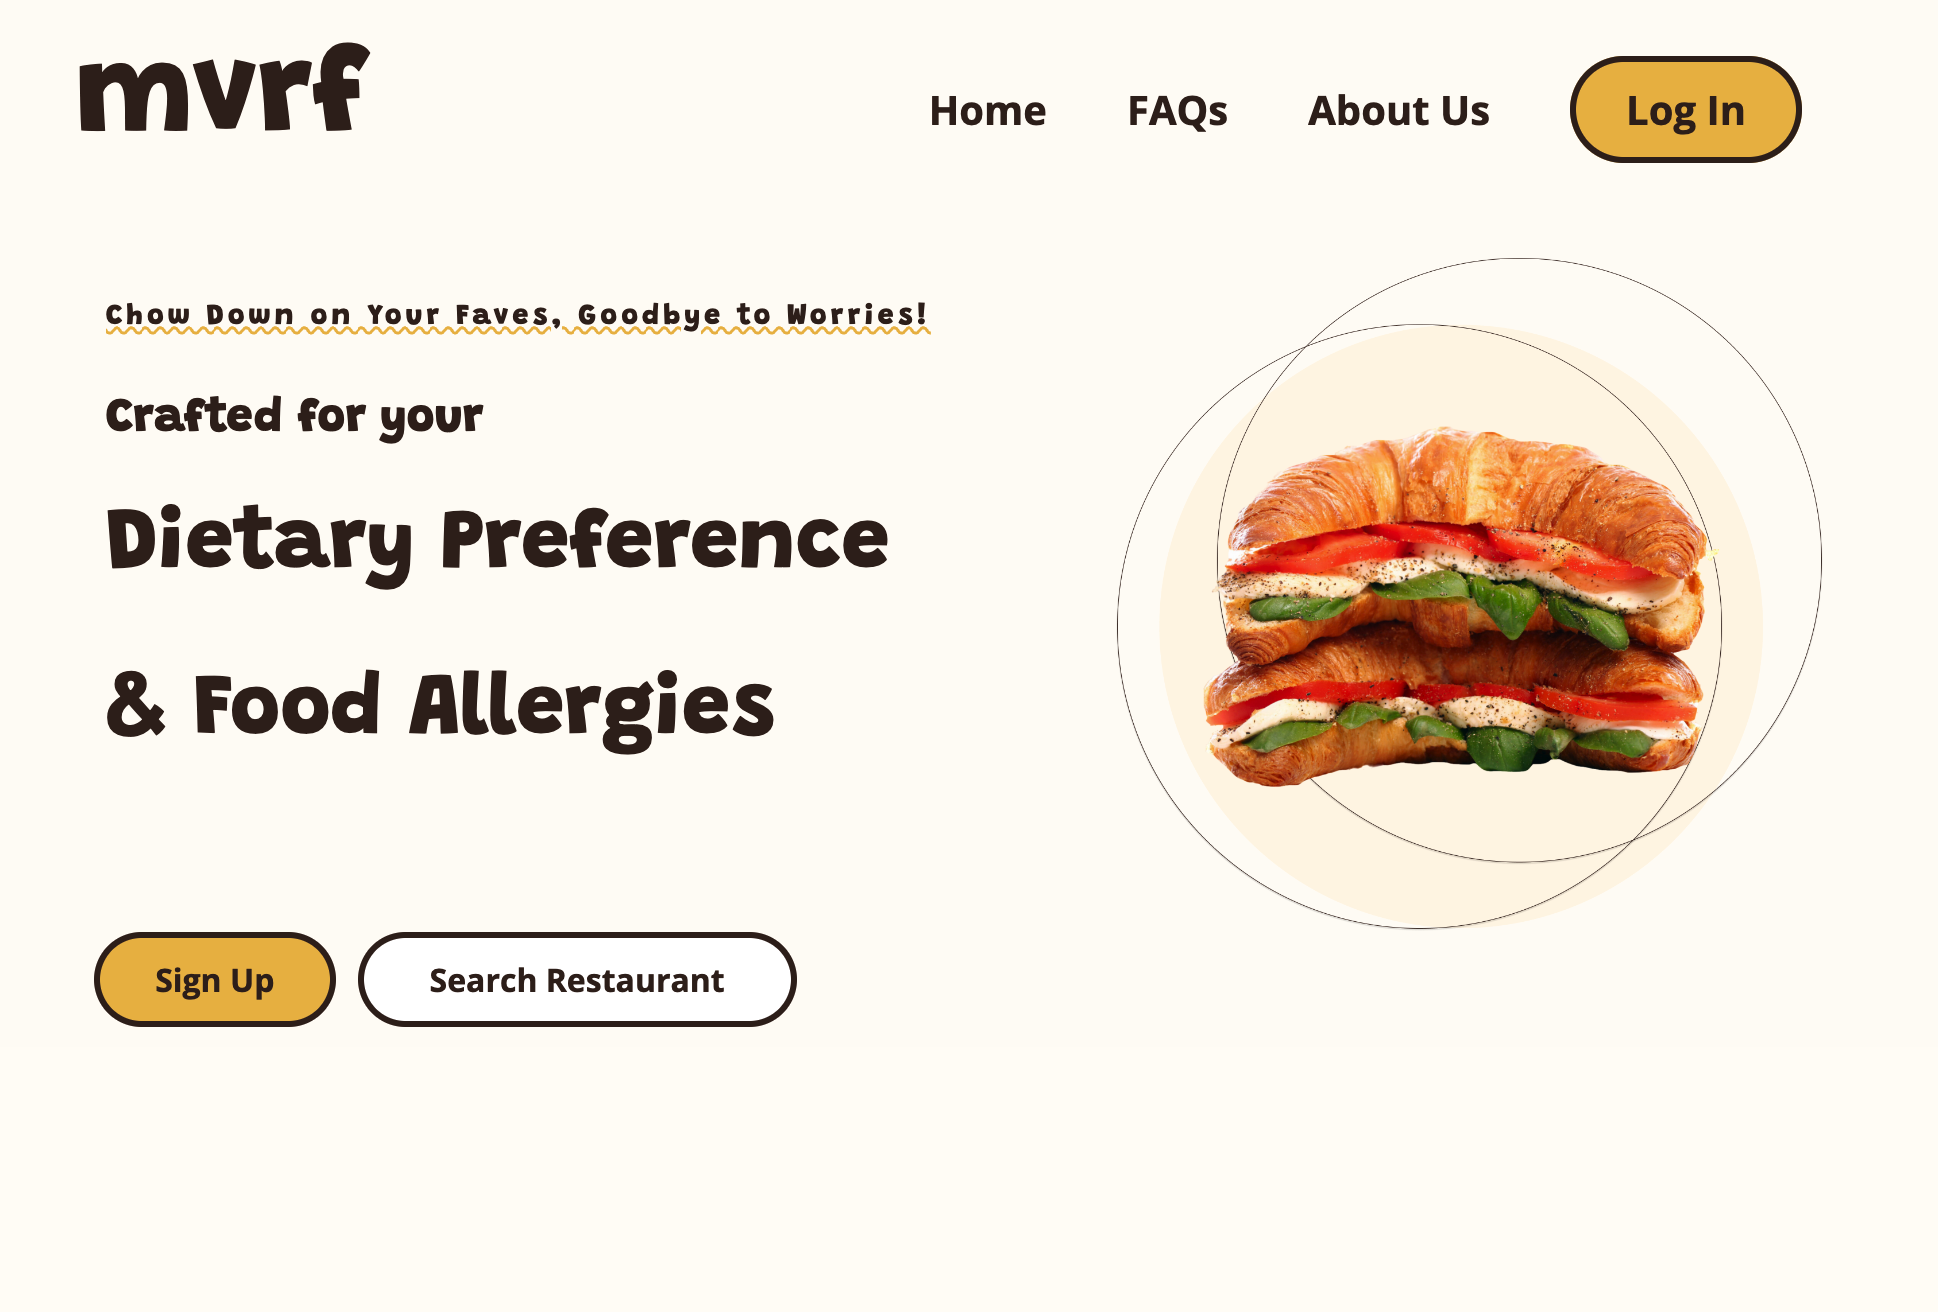 mvrf
Home FAQs About Us Log In
Chow Down on Your Faves, Goodbye to Worries!
Crafted for your
Dietary Preference
& Food Allergies
Sign Up Search Restaurant